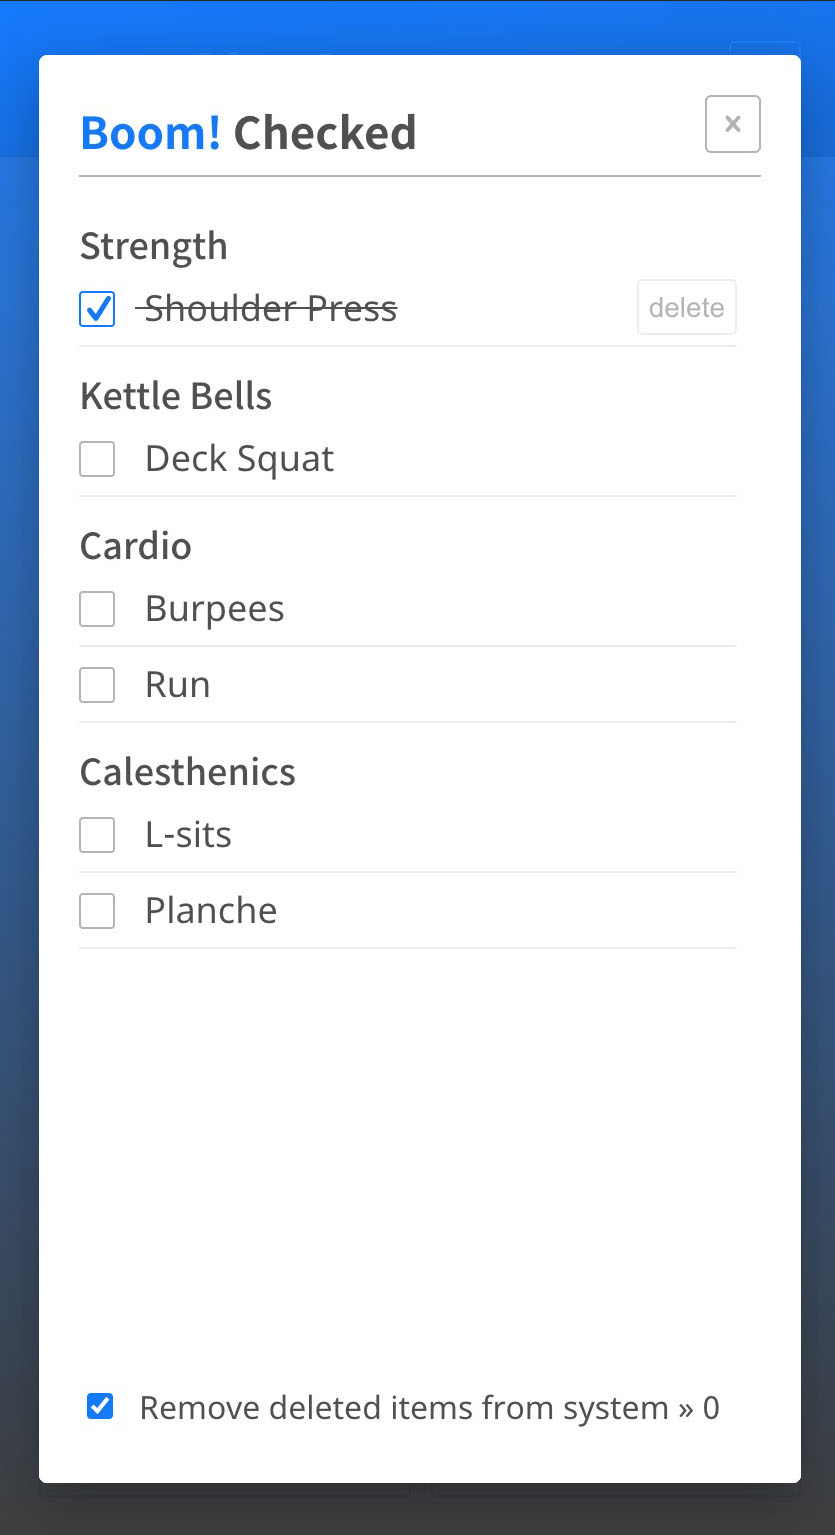 Boom! Checked
×
Strength
Shoulder Press
delete
Kettle Bells
Deck Squat
Cardio
Burpees
Run
Calesthenics
L-sits
Planche
Remove deleted items from system » 0